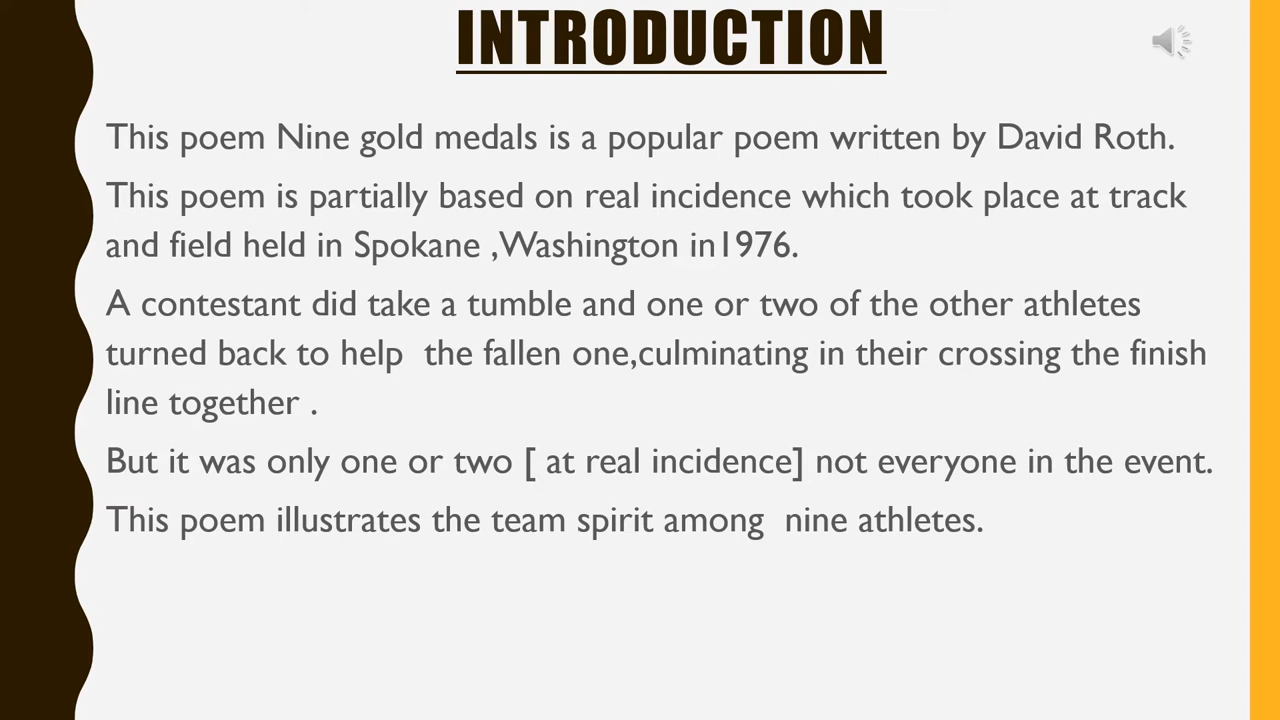 INTRODUCTION
This poem Nine gold medals is a popular poem written by David Roth.
This poem is partially based on real incidence which took place at track
and field held in Spokane ,Washington in1976.
A contestant did take a tumble and one or two of the other athletes
turned back to help  the fallen one,culminating in their crossing the finish
line together .
But it was only one or two [ at real incidence] not everyone in the event.
This poem illustrates the team spirit among  nine athletes.